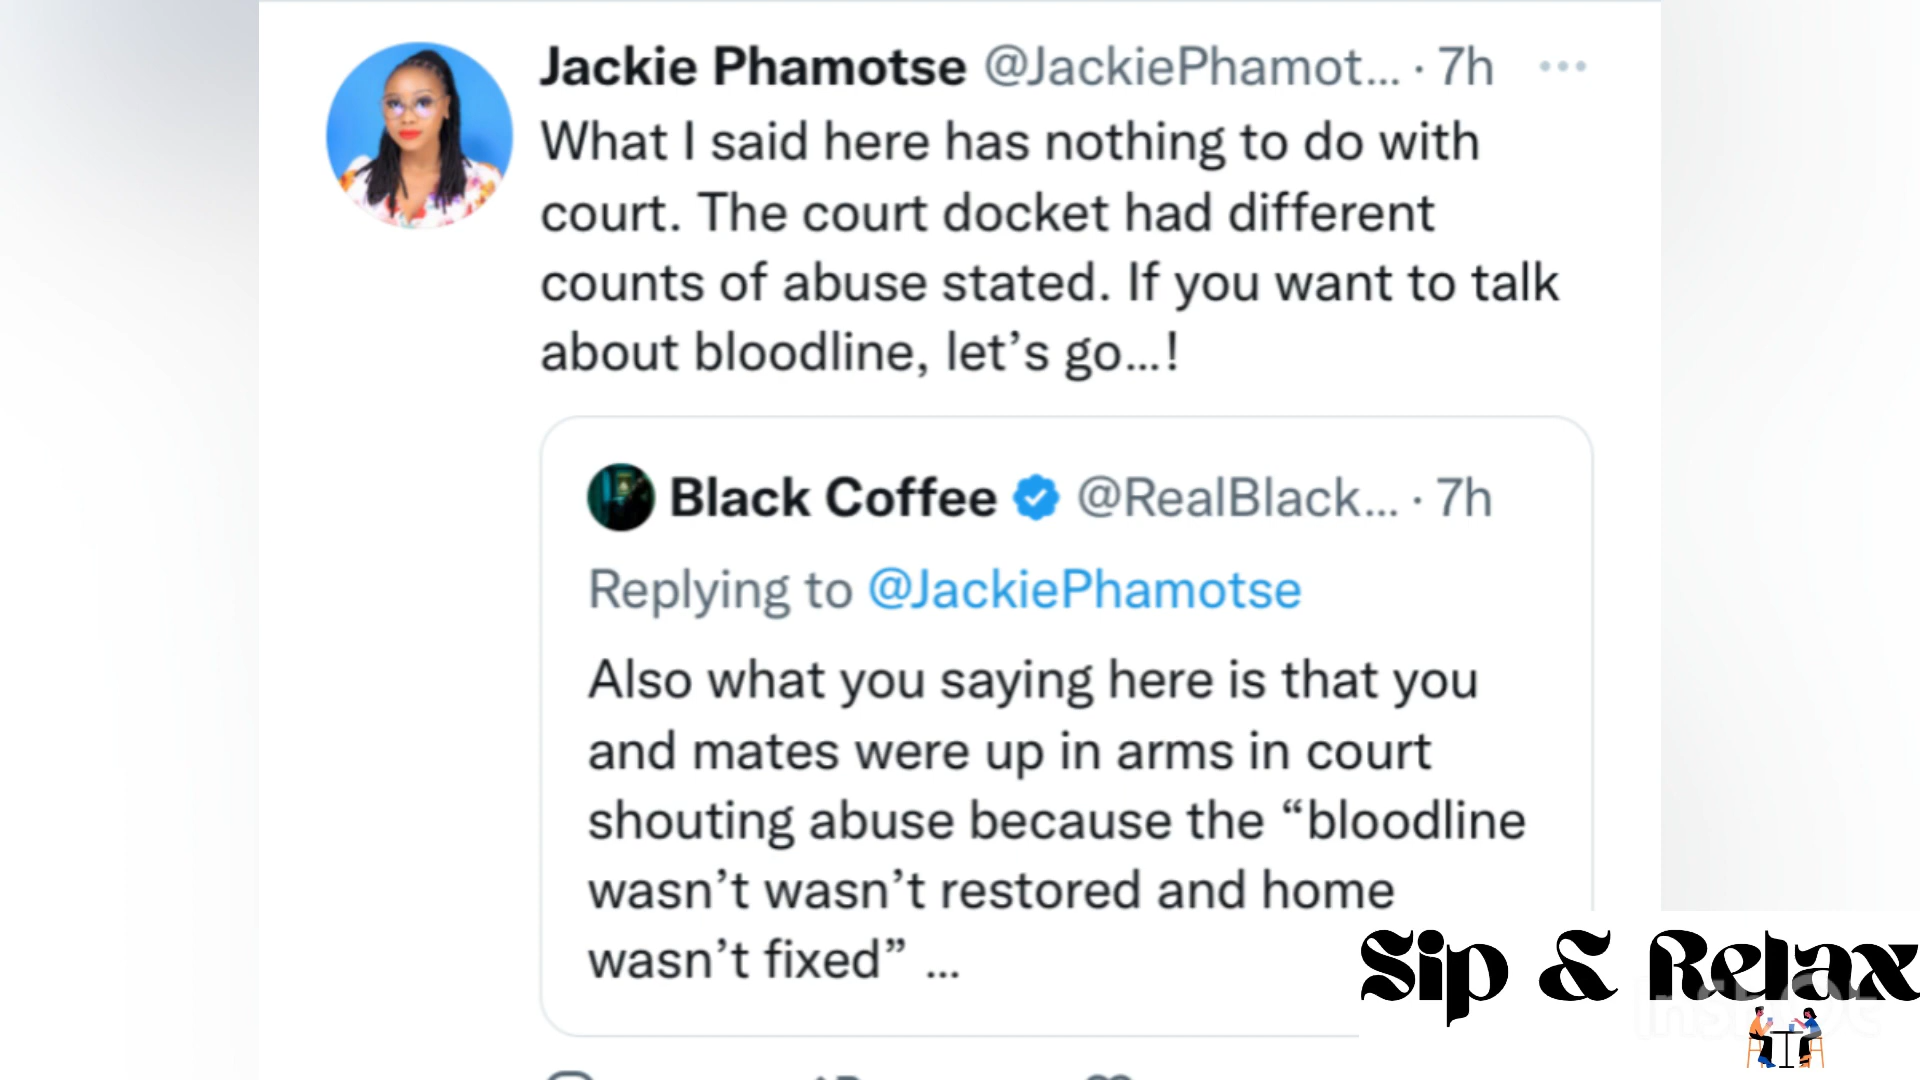 Jackie Phamotse @JackiePhamot... · 7h
What I said here has nothing to do with
court. The court docket had different
counts of abuse stated. If you want to talk
about bloodline, let’s go...!
Black Coffee @RealBlack... · 7h
Replying to @JackiePhamotse
Also what you saying here is that you
and mates were up in arms in court
shouting abuse because the “bloodline
wasn’t wasn’t restored and home
wasn’t fixed” ...
Sip & Relax